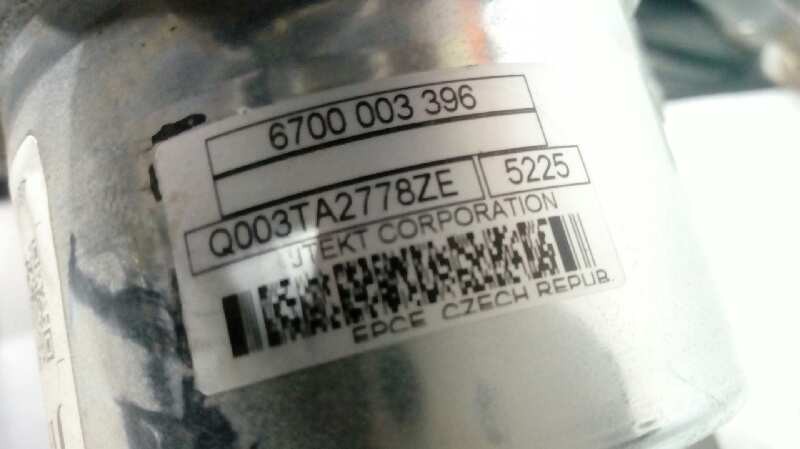 6700 003 396
Q003TA2778ZE 5225
JTEKT CORPORATION
EPCE, CZECH REPUB.